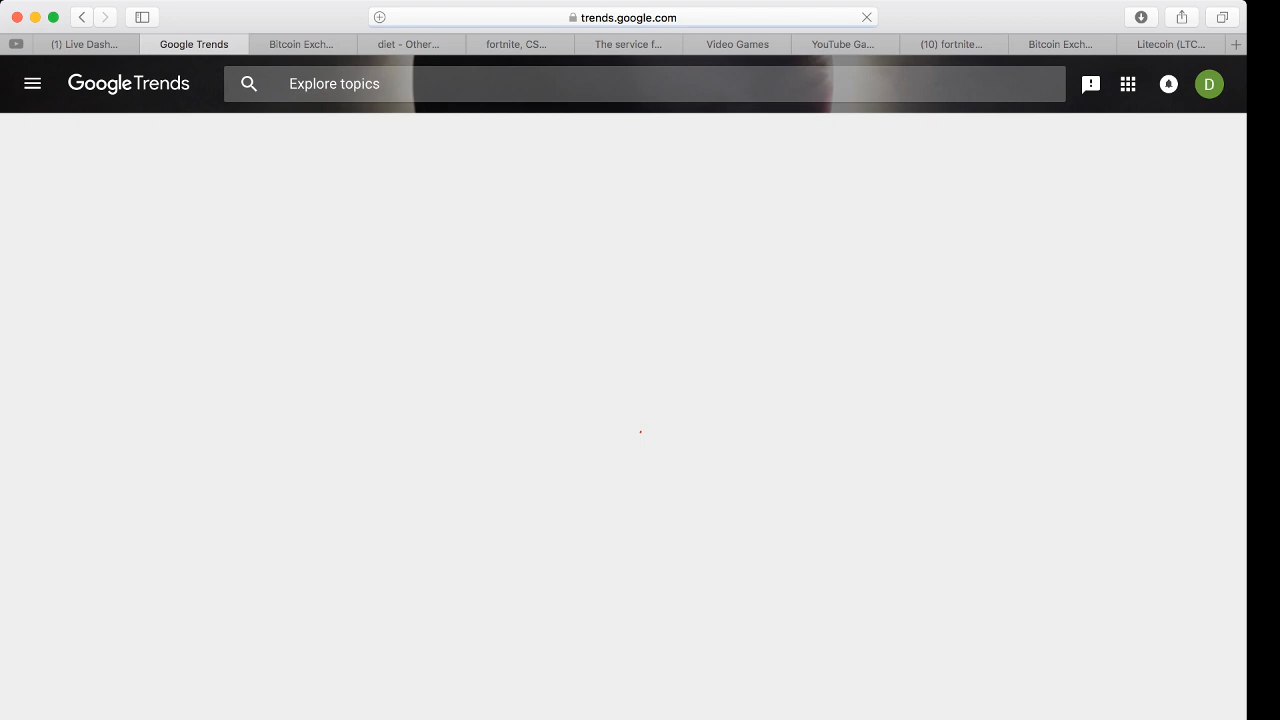 trends.google.com
(1) Live Dash...
Google Trends
Bitcoin Exch...
diet - Other...
fortnite, CS...
The service f...
Video Games
YouTube Ga...
(10) fortnite...
Bitcoin Exch...
Litecoin (LTC...
Google Trends
Explore topics
D